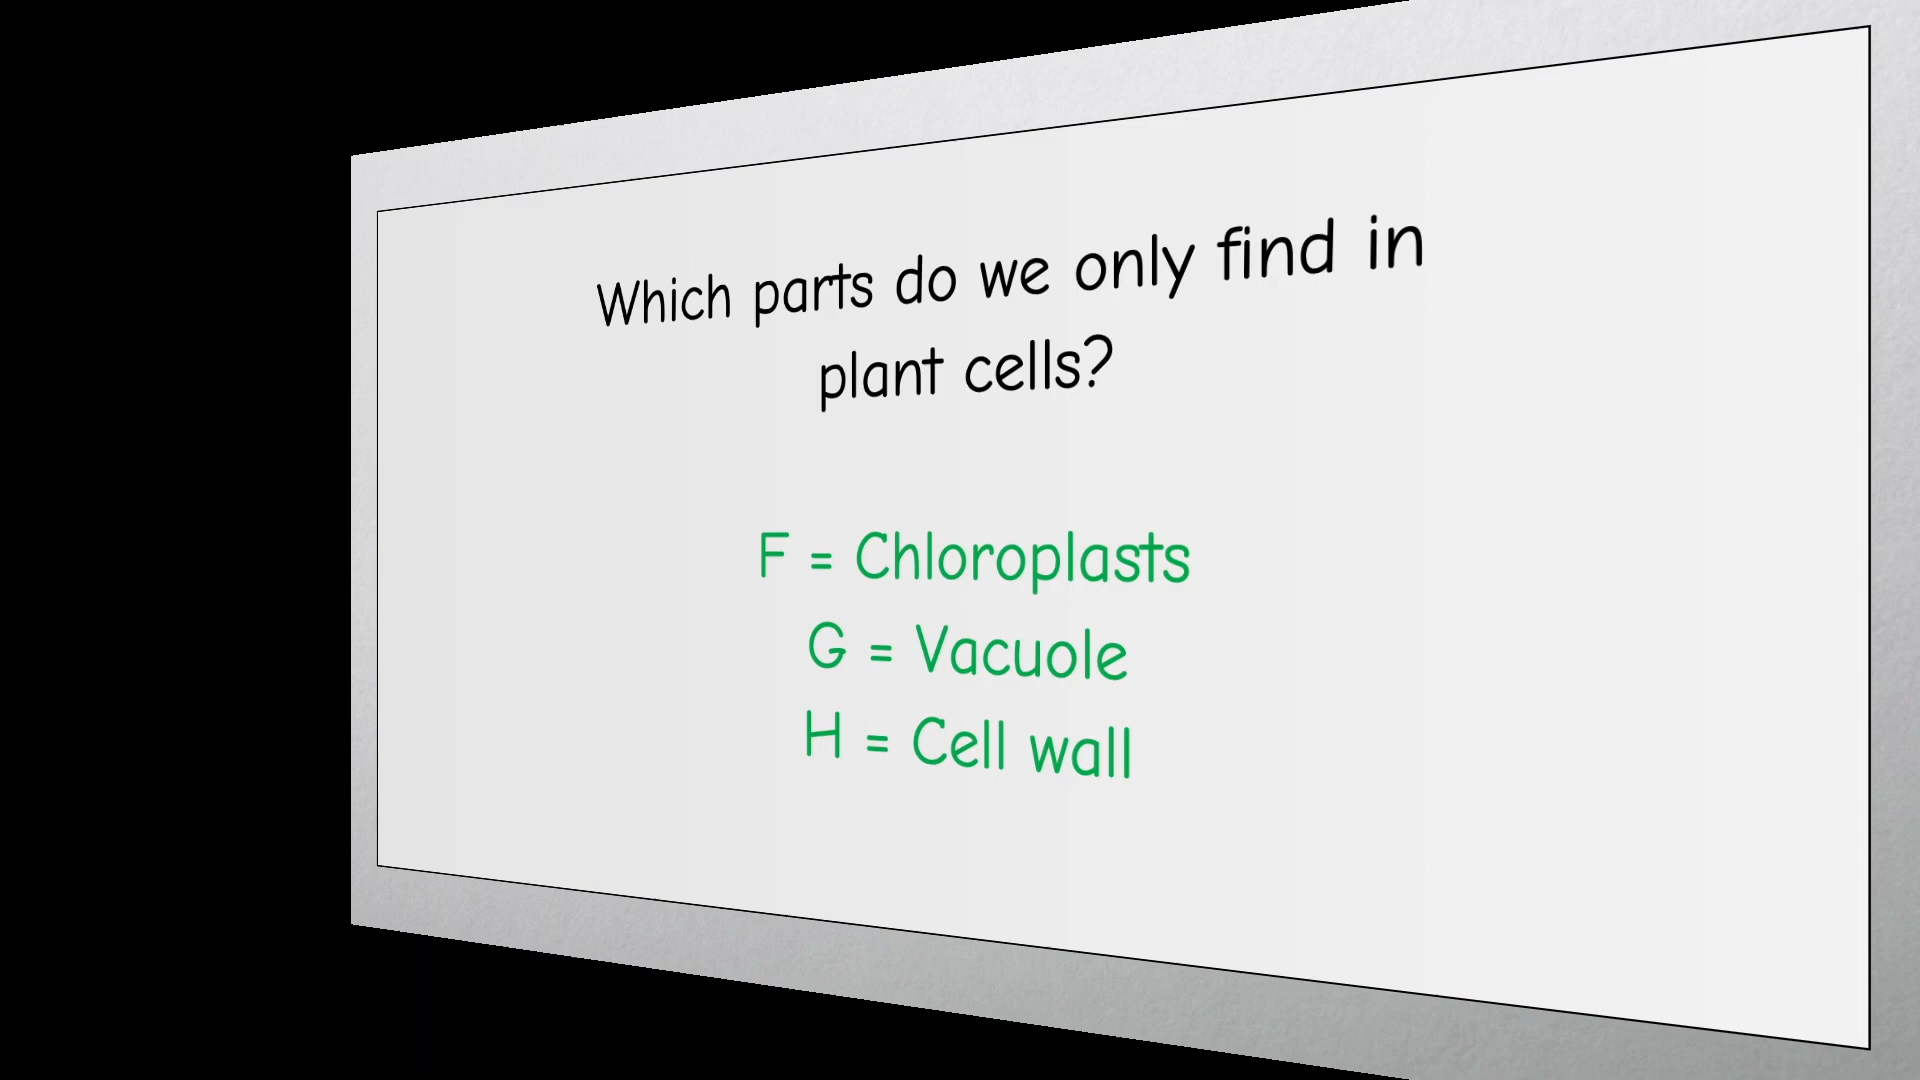 Which parts do we only find in
plant cells?
F = Chloroplasts
G = Vacuole
H = Cell wall